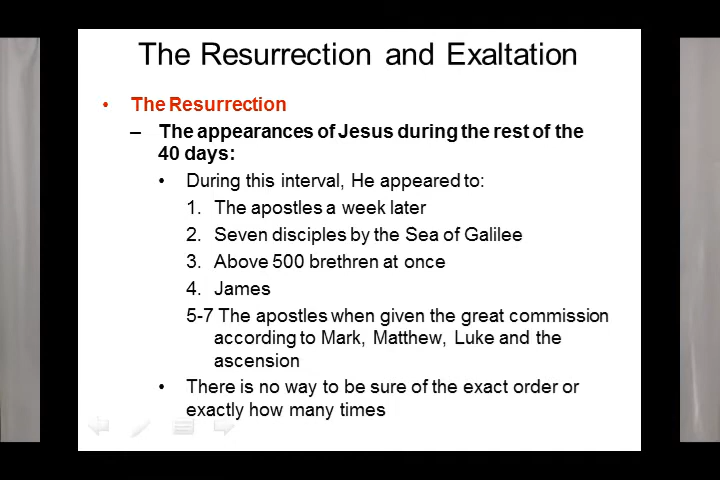 The Resurrection and Exaltation
• The Resurrection
– The appearances of Jesus during the rest of the
40 days:
• During this interval, He appeared to:
1. The apostles a week later
2. Seven disciples by the Sea of Galilee
3. Above 500 brethren at once
4. James
5-7 The apostles when given the great commission
according to Mark, Matthew, Luke and the
ascension
• There is no way to be sure of the exact order or
exactly how many times